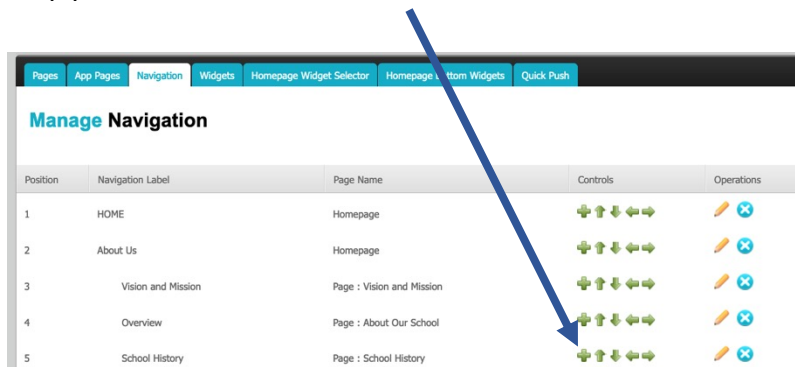 Pages App Pages Navigation Widgets Homepage Widget Selector Homepage Bottom Widgets Quick Push
Manage Navigation
Position Navigation Label Page Name Controls Operations
1 HOME Homepage
2 About Us Homepage
3 Vision and Mission Page : Vision and Mission
4 Overview Page : About Our School
5 School History Page : School History